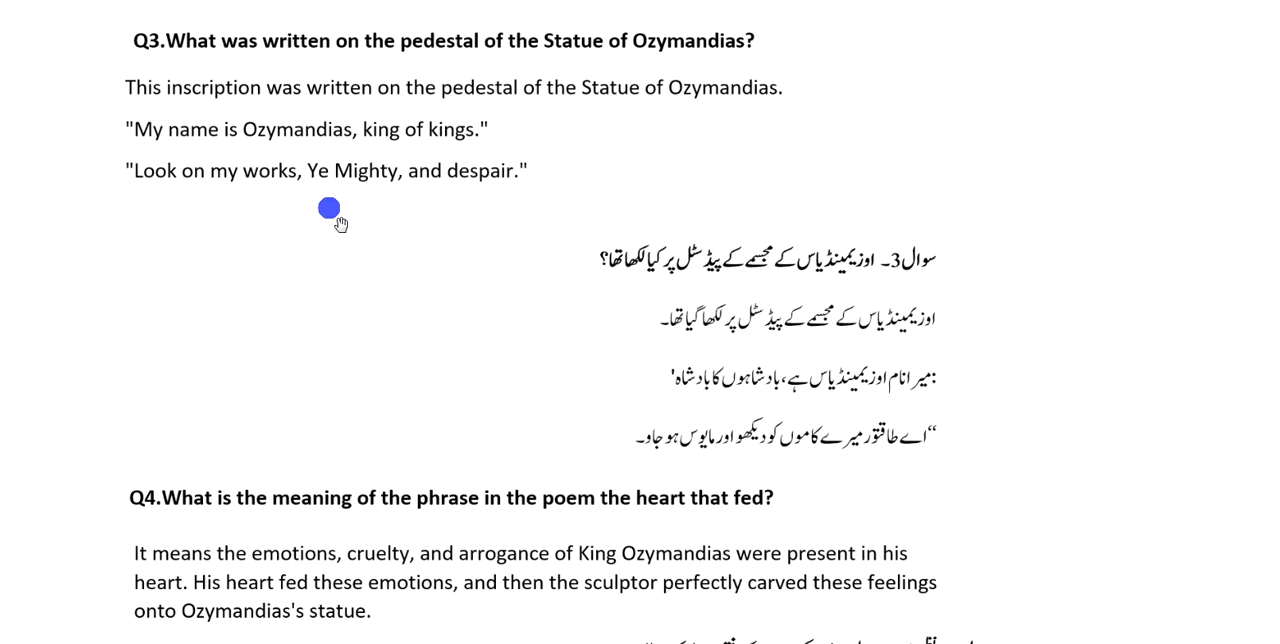 Q3.What was written on the pedestal of the Statue of Ozymandias?
This inscription was written on the pedestal of the Statue of Ozymandias.
"My name is Ozymandias, king of kings."
"Look on my works, Ye Mighty, and despair."
سوال 3۔ اوزیمینڈیاس کے مجسمے کے پیڈسٹل پر کیا لکھا تھا؟
اوزیمینڈیاس کے مجسمے کے پیڈسٹل پر لکھا گیا تھا۔
:میرا نام اوزیمینڈیاس ہے، بادشاہوں کا بادشاہ'
“اے طاقتور میرے کاموں کو دیکھو اور مایوس ہو جاو۔
Q4.What is the meaning of the phrase in the poem the heart that fed?
It means the emotions, cruelty, and arrogance of King Ozymandias were present in his
heart. His heart fed these emotions, and then the sculptor perfectly carved these feelings
onto Ozymandias's statue.